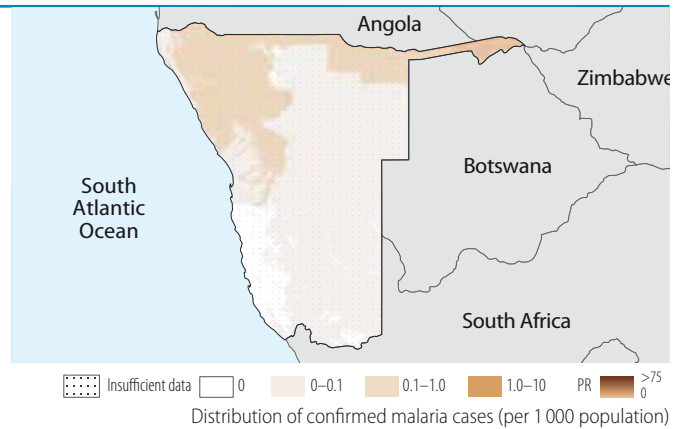 Angola
Zimbabwe
Botswana
South
Atlantic
Ocean
South Africa
Insufficient data 0 0–0.1 0.1–1.0 1.0–10 PR >75
0
Distribution of confirmed malaria cases (per 1 000 population)